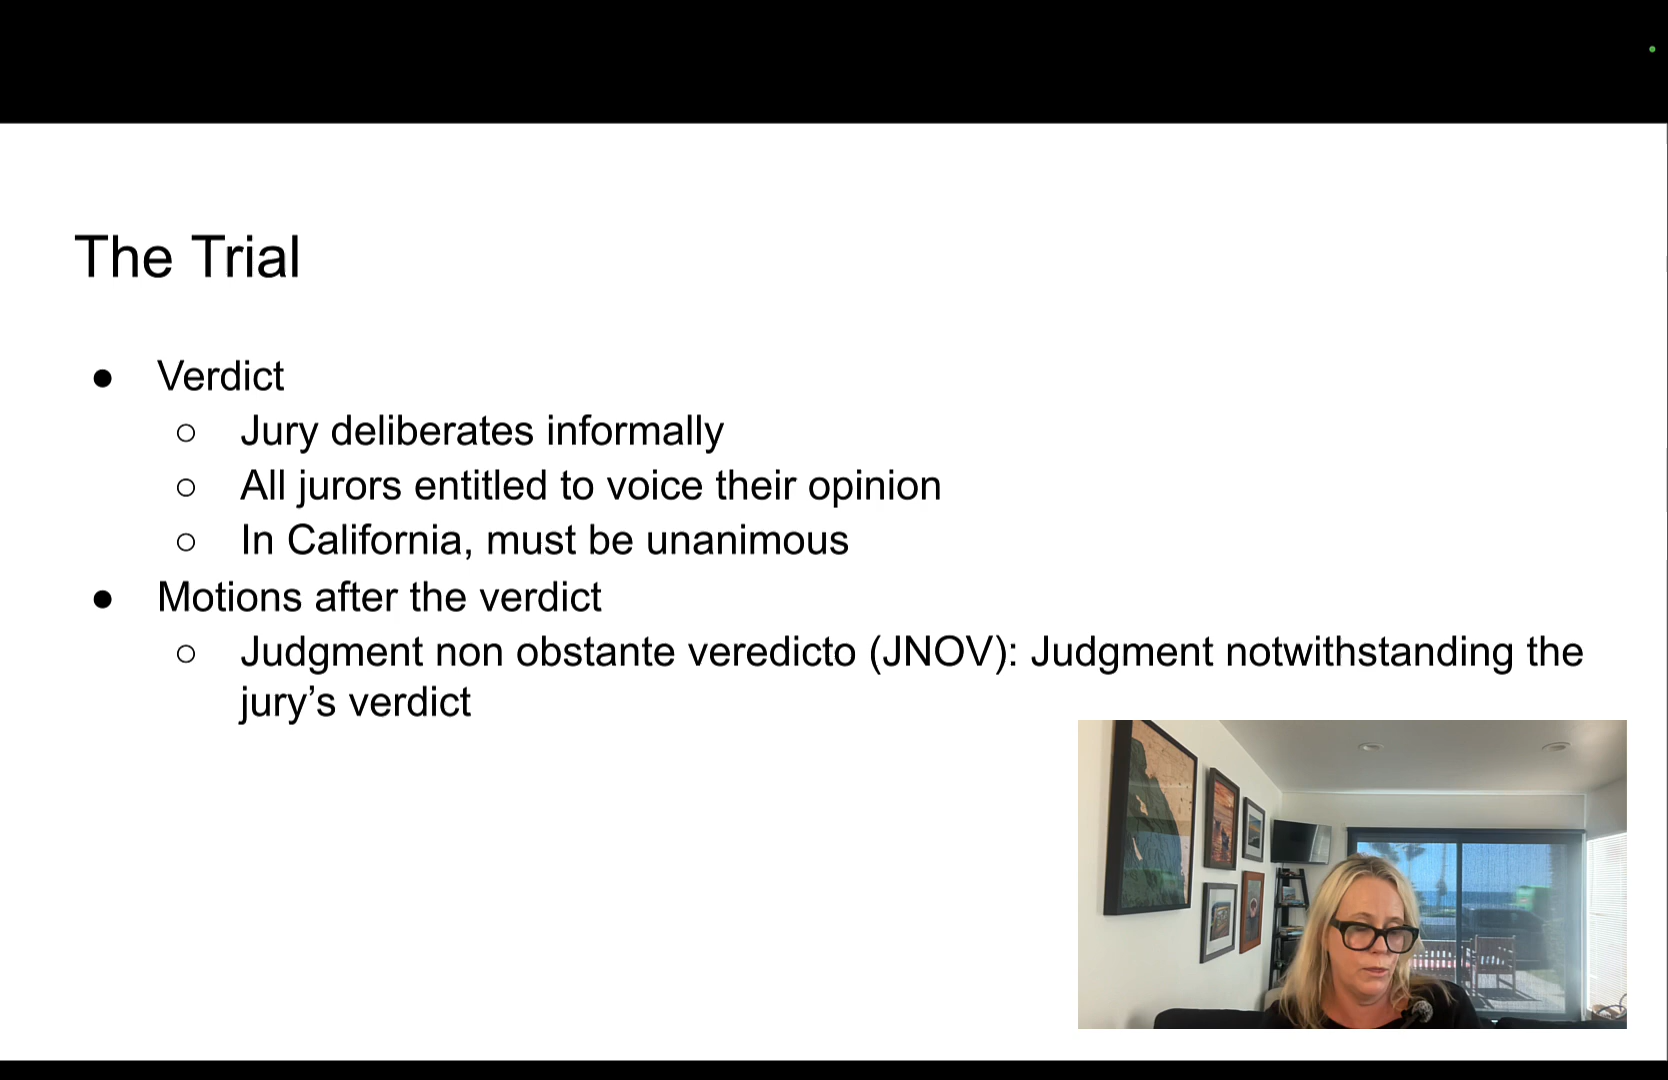 The Trial
● Verdict
○ Jury deliberates informally
○ All jurors entitled to voice their opinion
○ In California, must be unanimous
● Motions after the verdict
○ Judgment non obstante veredicto (JNOV): Judgment notwithstanding the
jury’s verdict